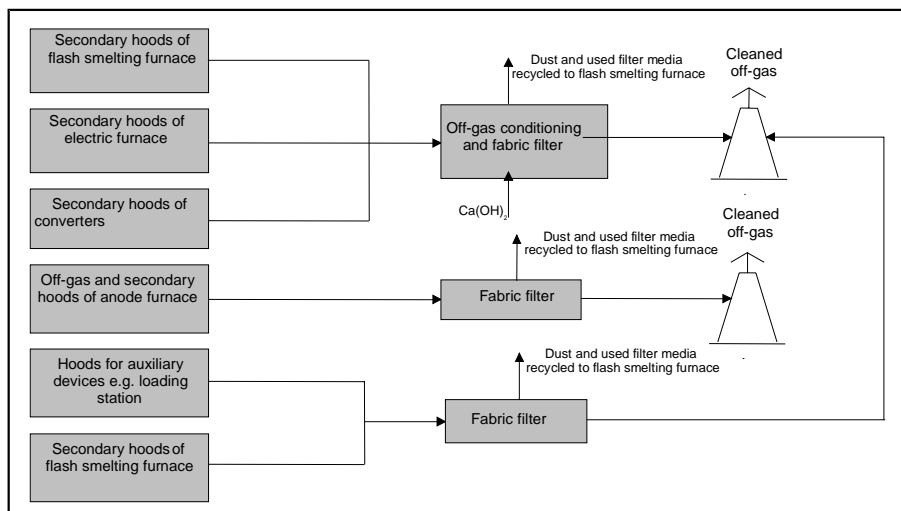 Secondary hoods of
flash smelting furnace
Secondary hoods of
electric furnace
Secondary hoods of
converters
Off-gas and secondary
hoods of anode furnace
Hoods for auxiliary
devices e.g. loading
station
Secondary hoods of
flash smelting furnace
Dust and used filter media
recycled to flash smelting furnace
Off-gas conditioning
and fabric filter
Ca(OH)2
Dust and used filter media
recycled to flash smelting furnace
Fabric filter
Dust and used filter media
recycled to flash smelting furnace
Fabric filter
Cleaned
off-gas
Cleaned
off-gas